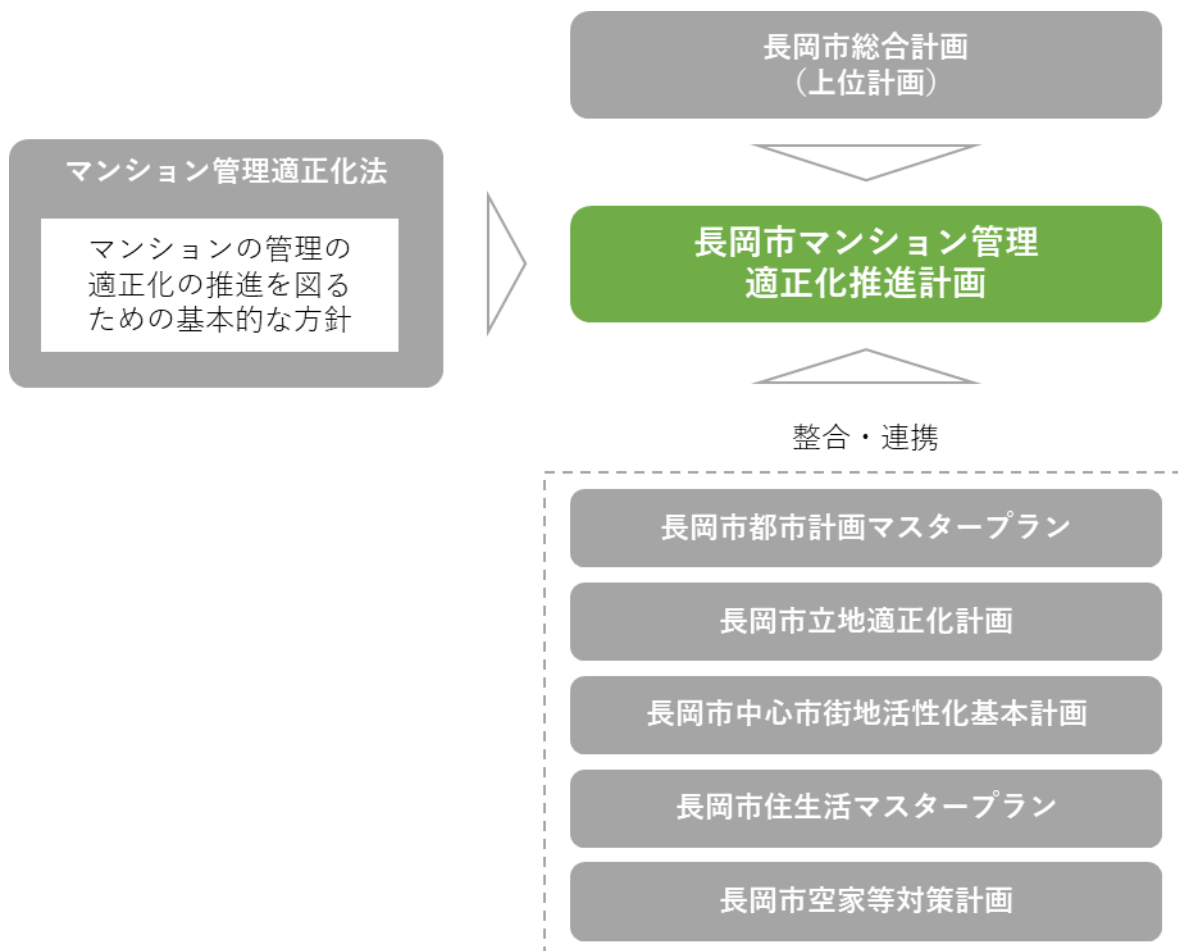 長岡市総合計画
（上位計画）
マンション管理適正化法
マンションの管理の
適正化の推進を図る
ための基本的な方針
長岡市マンション管理
適正化推進計画
整合・連携
長岡市都市計画マスタープラン
長岡市立地適正化計画
長岡市中心市街地活性化基本計画
長岡市住生活マスタープラン
長岡市空家等対策計画